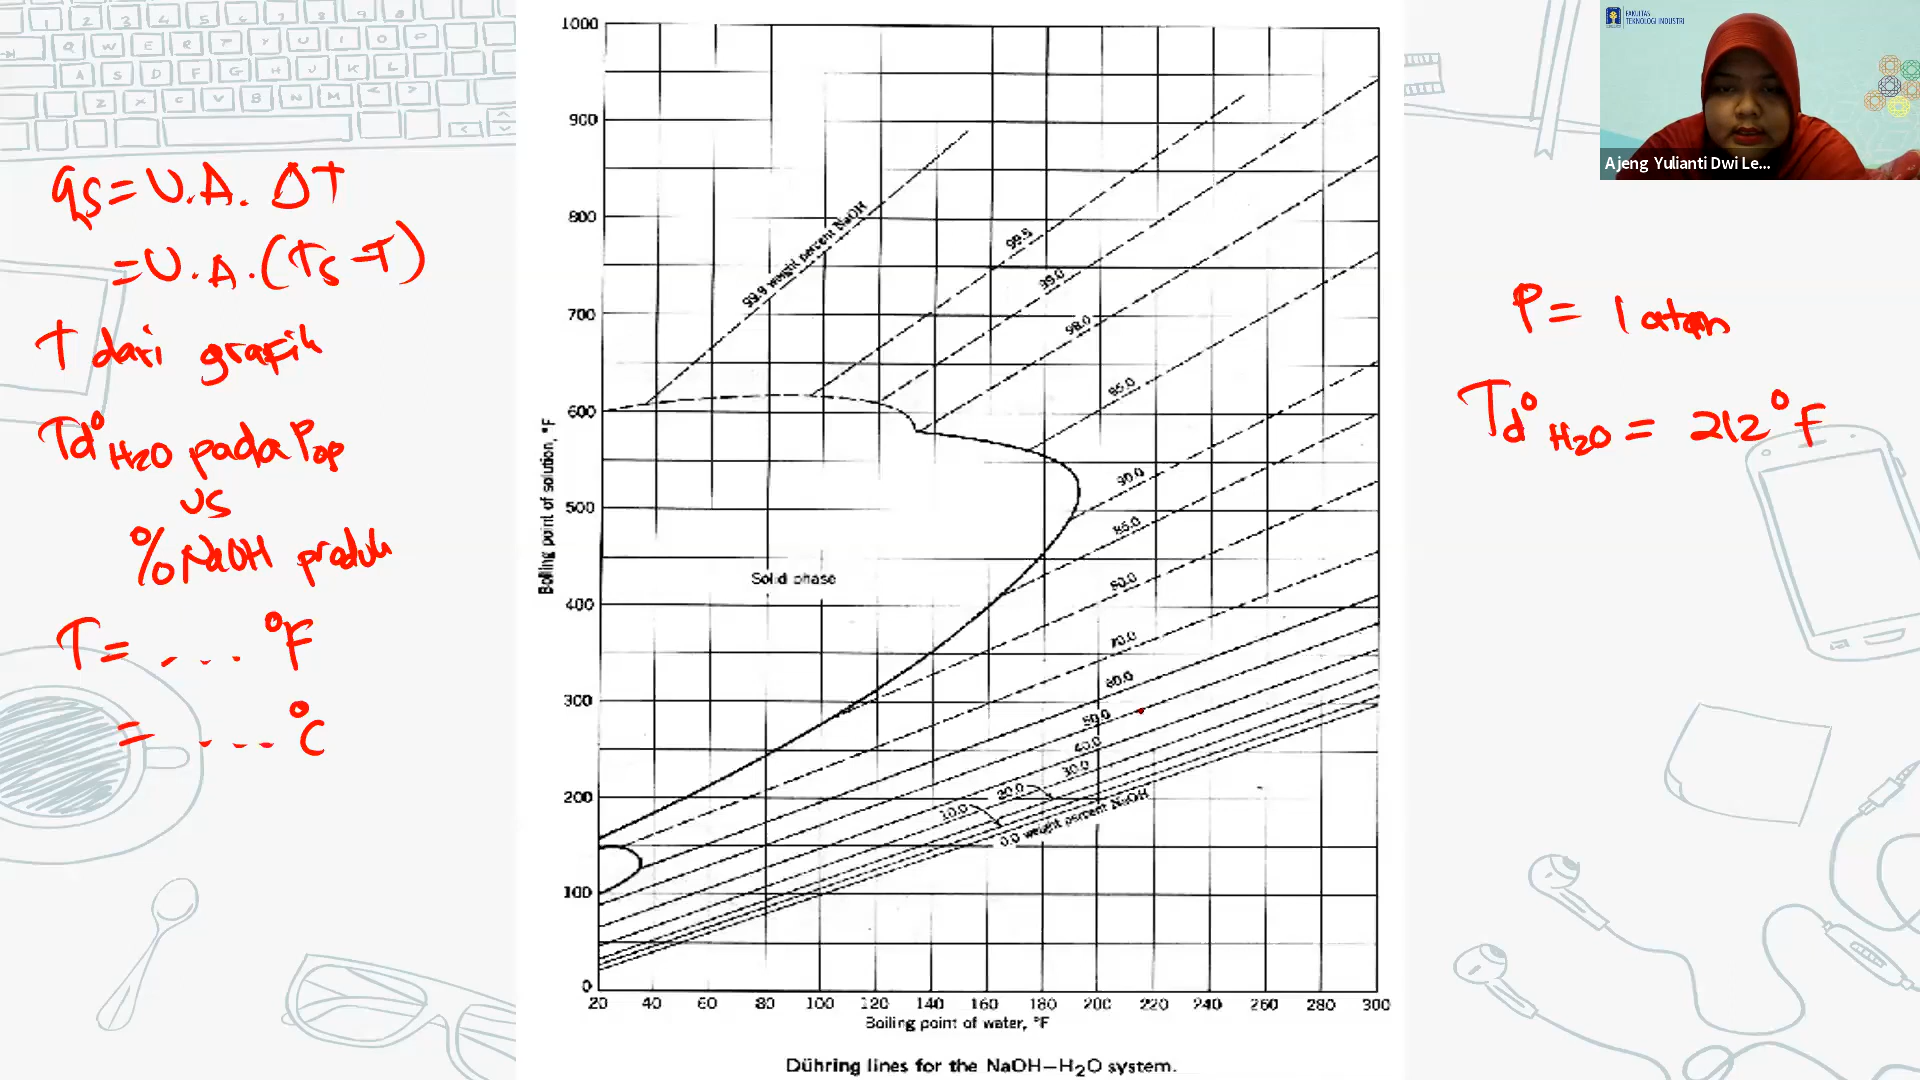 qs = U.A. ΔT
= U.A. (Ts - T)
T dari grafik
Td° H2O pada Pop
vs
% NaOH produk
T = . . . °F
= . . . . °C
1000
900
800
700
600
500
400
300
200
100
0
Boiling point of solution, °F
99.9 weight percent NaOH
99.5
99.0
98.0
95.0
90.0
85.0
80.0
70.0
60.0
50.0
40.0
30.0
20.0
10.0
0.0 weight percent NaOH
Solid phase
20 40 60 80 100 120 140 160 180 200 220 240 260 280 300
Boiling point of water, °F
Dühring lines for the NaOH—H2O system.
FAKULTAS
TEKNOLOGI INDUSTRI
Ajeng Yulianti Dwi Le...
P = 1 atm
Td° H2O = 212 °F